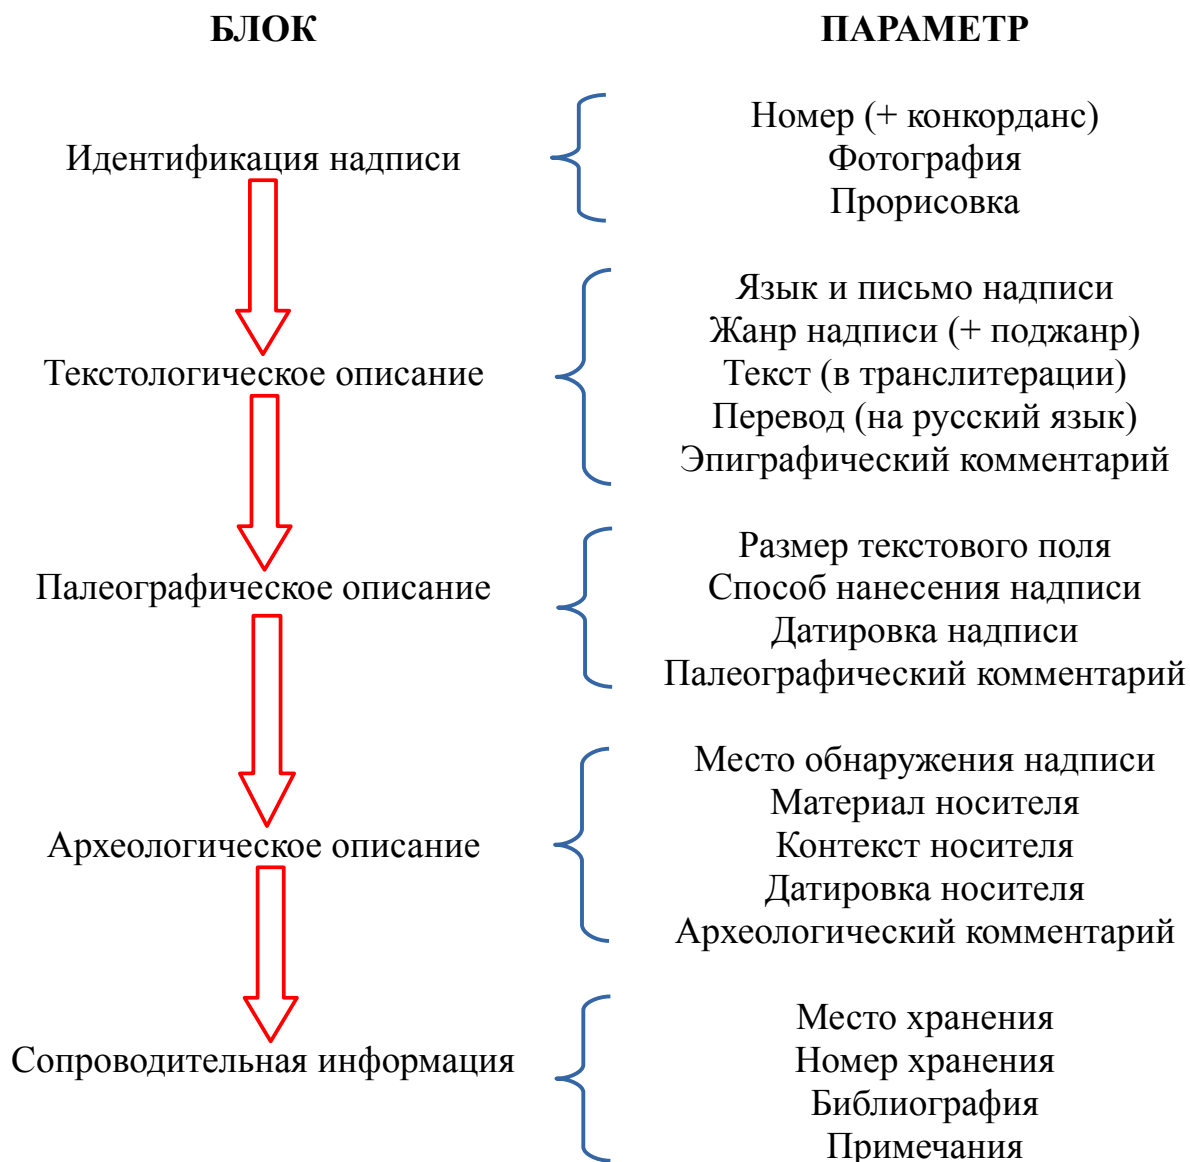 БЛОК
ПАРАМЕТР
Идентификация надписи
Номер (+ конкорданс)
Фотография
Прорисовка
Текстологическое описание
Язык и письмо надписи
Жанр надписи (+ поджанр)
Текст (в транслитерации)
Перевод (на русский язык)
Эпиграфический комментарий
Палеографическое описание
Размер текстового поля
Способ нанесения надписи
Датировка надписи
Палеографический комментарий
Археологическое описание
Место обнаружения надписи
Материал носителя
Контекст носителя
Датировка носителя
Археологический комментарий
Сопроводительная информация
Место хранения
Номер хранения
Библиография
Примечания